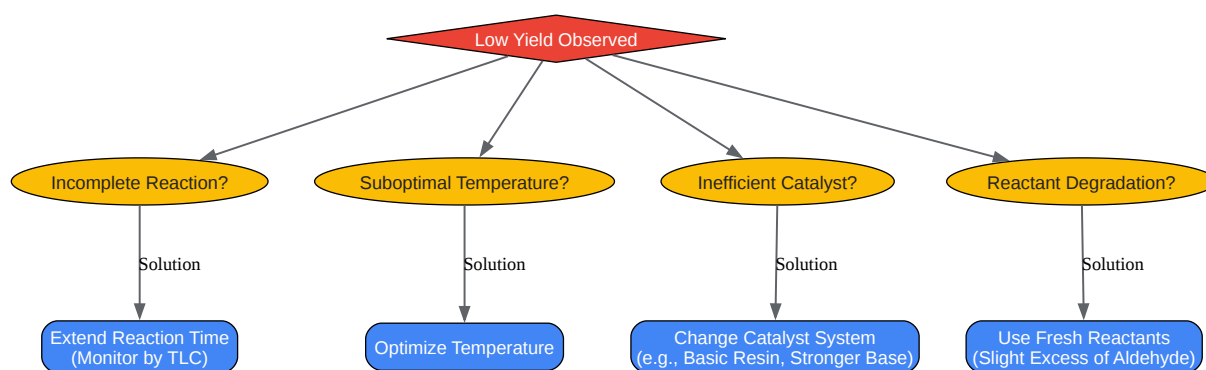 Low Yield Observed
Incomplete Reaction?
Suboptimal Temperature?
Inefficient Catalyst?
Reactant Degradation?
Solution
Solution
Solution
Solution
Extend Reaction Time
(Monitor by TLC)
Optimize Temperature
Change Catalyst System
(e.g., Basic Resin, Stronger Base)
Use Fresh Reactants
(Slight Excess of Aldehyde)